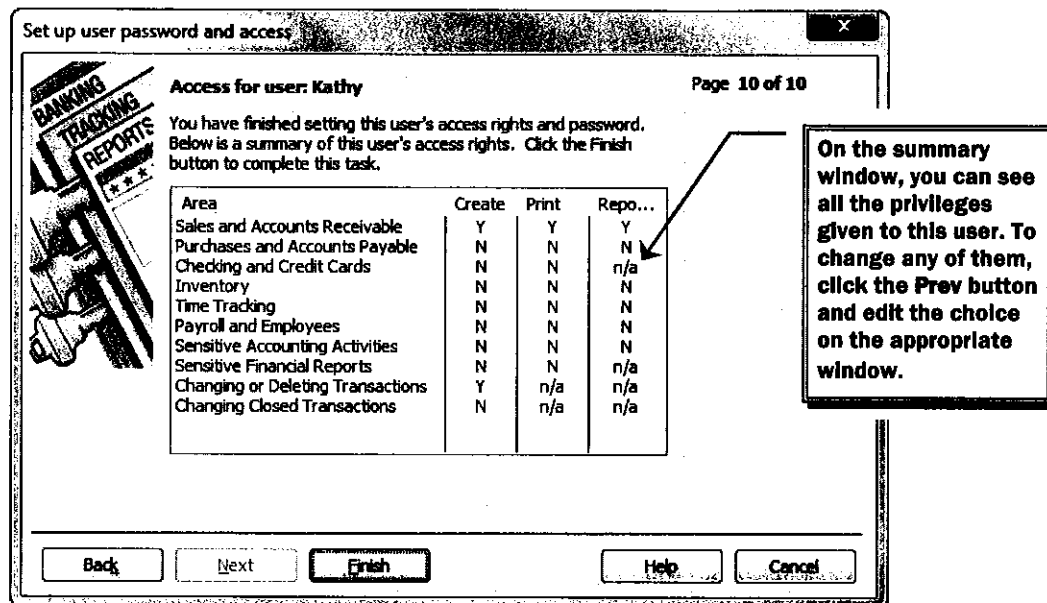 Set up user password and access
X
BANKING
TRACKING
REPORTS
Access for user: Kathy
Page 10 of 10
You have finished setting this user's access rights and password.
Below is a summary of this user's access rights. Click the Finish
button to complete this task.
Area Create Print Repo...
Sales and Accounts Receivable Y Y Y
Purchases and Accounts Payable N N N
Checking and Credit Cards N N n/a
Inventory N N N
Time Tracking N N N
Payroll and Employees N N N
Sensitive Accounting Activities N N N
Sensitive Financial Reports N N n/a
Changing or Deleting Transactions Y n/a n/a
Changing Closed Transactions N n/a n/a
Back Next Finish Help Cancel
On the summary
window, you can see
all the privileges
given to this user. To
change any of them,
click the Prev button
and edit the choice
on the appropriate
window.